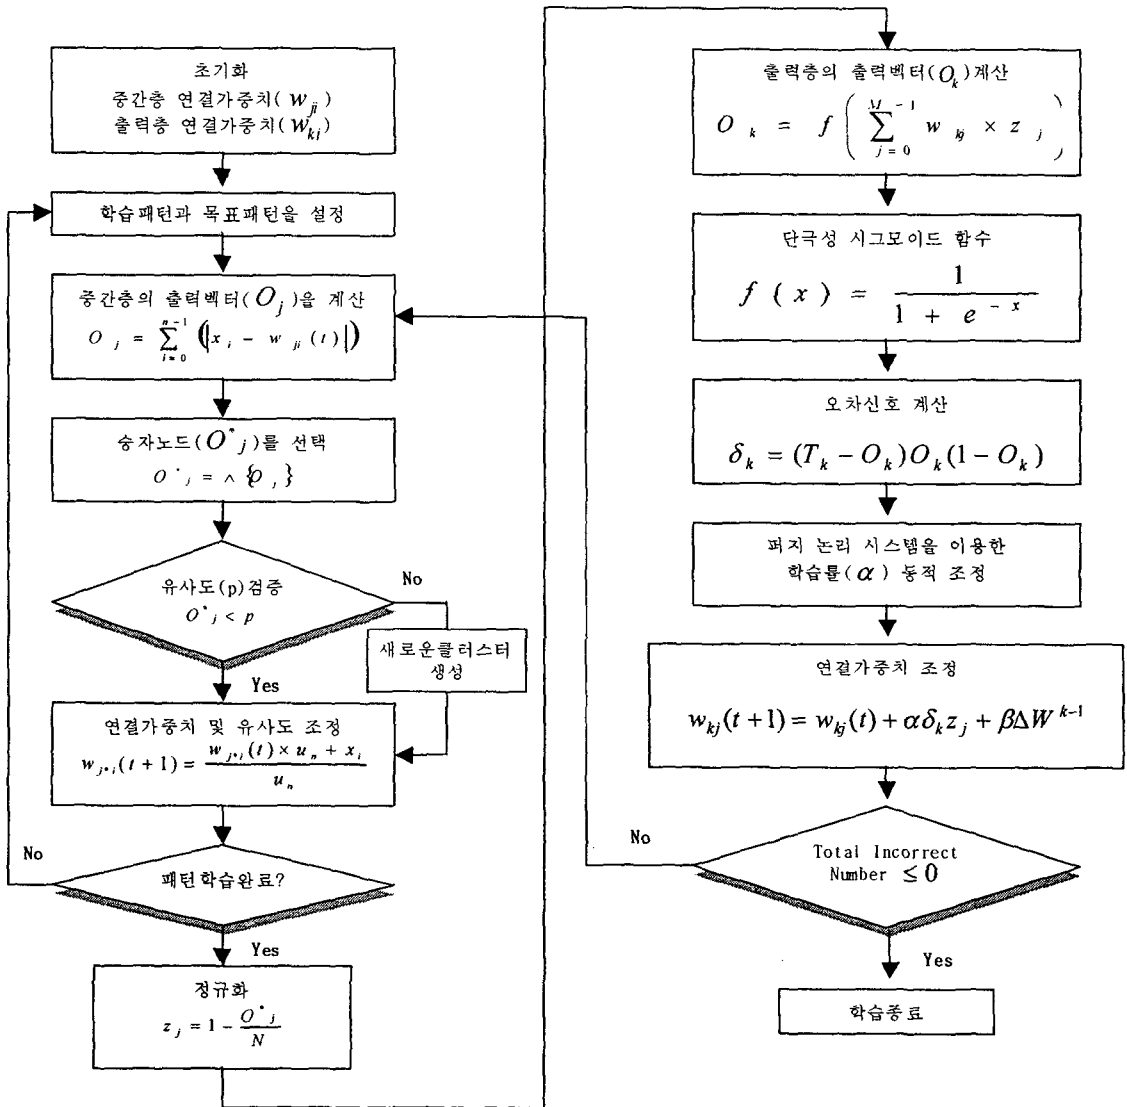 초기화
중간층 연결가중치(w_ji)
출력층 연결가중치(w_kj)
학습패턴과 목표패턴을 설정
중간층의 출력벡터(O_j)을 계산
O_j = \sum_{i=0}^{n-1} (|x_i - w_ji(t)|)
승자노드(O*_j)를 선택
O*_j = ∧ {O_j}
유사도(p)검증
O*_j < p
No
새로운클러스터
생성
Yes
연결가중치 및 유사도 조정
w_{j*i}(t+1) = \frac{w_{j*i}(t) × u_n + x_i}{u_n}
No
패턴학습완료?
Yes
정규화
z_j = 1 - \frac{O*_j}{N}
출력층의 출력벡터(O_k)계산
O_k = f ( \sum_{j=0}^{M-1} w_kj × z_j )
단극성 시그모이드 함수
f(x) = \frac{1}{1 + e^{-x}}
오차신호 계산
δ_k = (T_k - O_k)O_k(1 - O_k)
퍼지 논리 시스템을 이용한
학습률(α) 동적 조정
연결가중치 조정
w_kj(t+1) = w_kj(t) + αδ_k z_j + βΔW^{k-1}
No
Total Incorrect
Number ≤ 0
Yes
학습종료